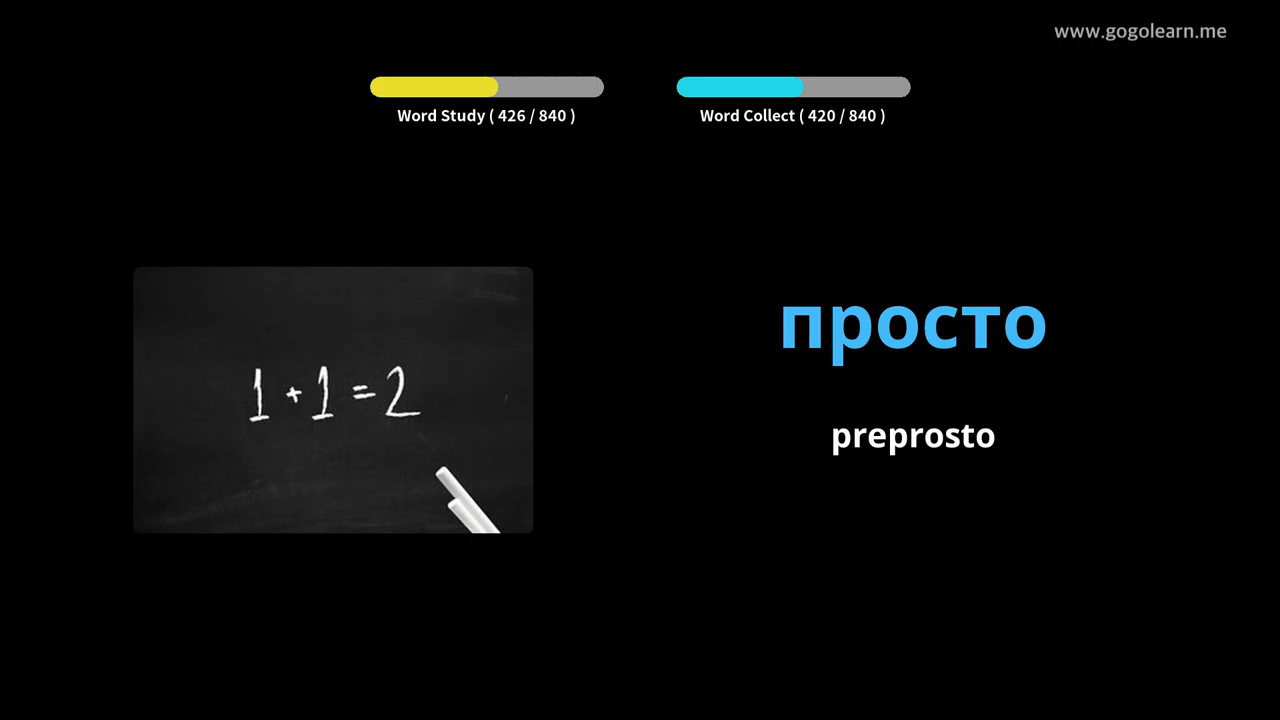 www.gogolearn.me
Word Study ( 426 / 840 )
Word Collect ( 420 / 840 )
1 + 1 = 2
просто
preprosto